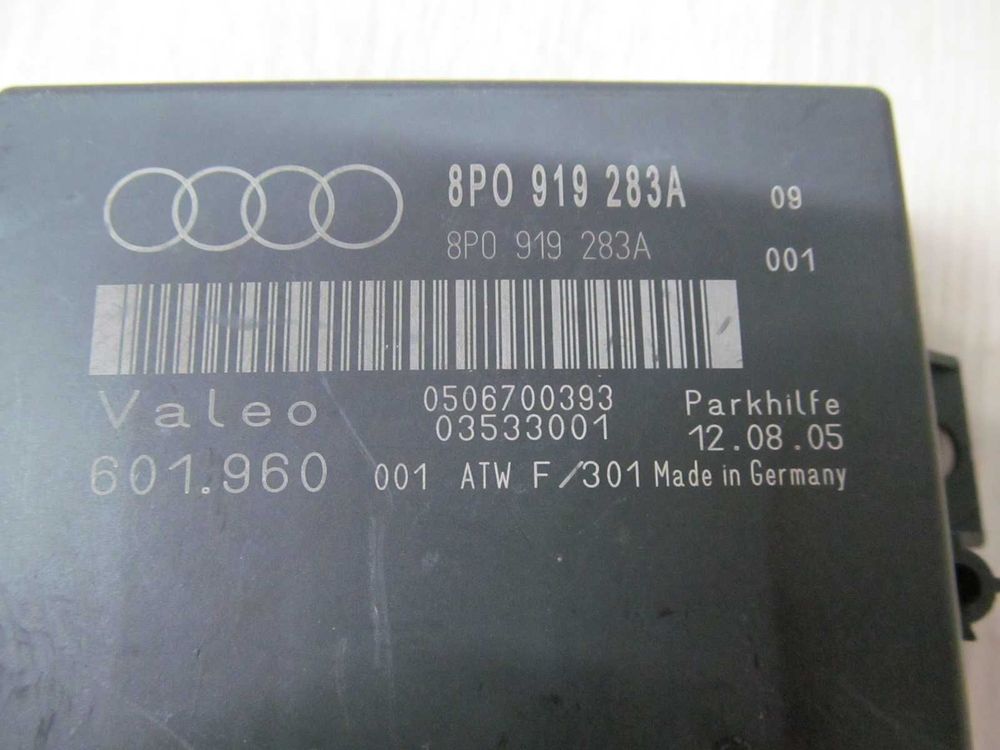 8P0 919 283A 09
8P0 919 283A 001
Valeo 0506700393 Parkhilfe
03533001 12.08.05
601.960 001 ATW F/301 Made in Germany